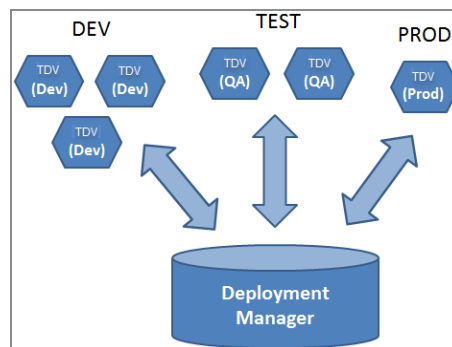 DEV
TEST
PROD
TDV
(Dev)
TDV
(Dev)
TDV
(Dev)
TDV
(QA)
TDV
(QA)
TDV
(Prod)
Deployment
Manager